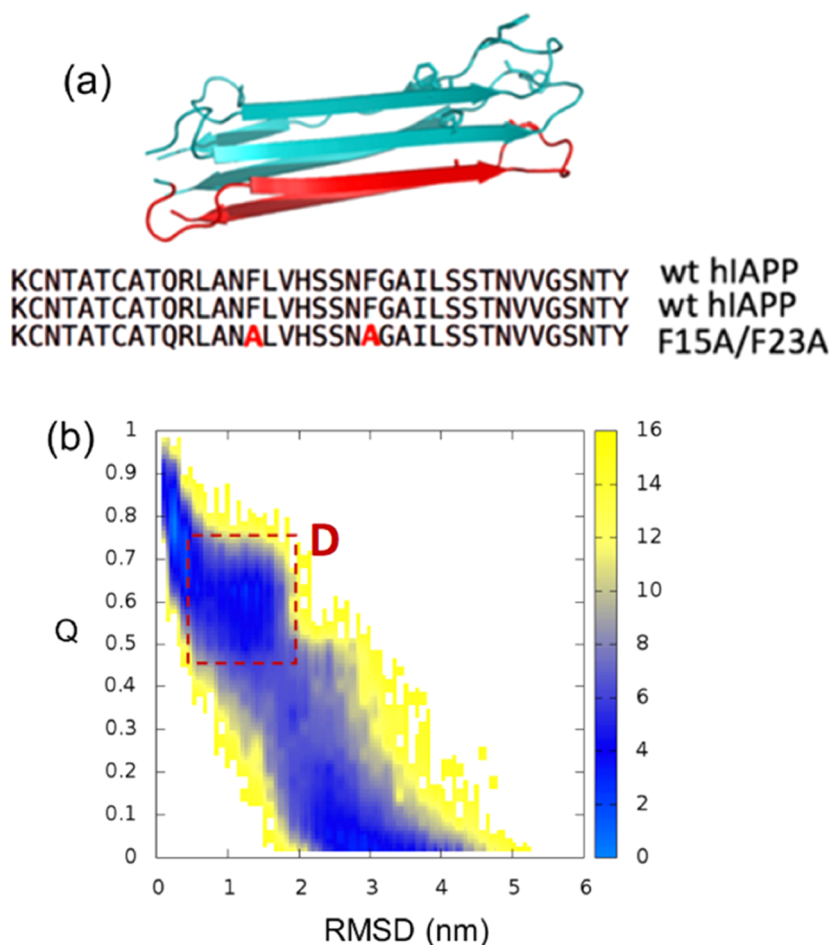 (a)
KCNTATCATQRLANFLVHSSNFGAILSSTNVVGSNTY wt hIAPP
KCNTATCATQRLANFLVHSSNFGAILSSTNVVGSNTY wt hIAPP
KCNTATCATQRLANALVHSSNAGAILSSTNVVGSNTY F15A/F23A
(b)
1
0.9
0.8
0.7
0.6
0.5
0.4
0.3
0.2
0.1
0
Q
D
0 1 2 3 4 5 6
RMSD (nm)
16
14
12
10
8
6
4
2
0